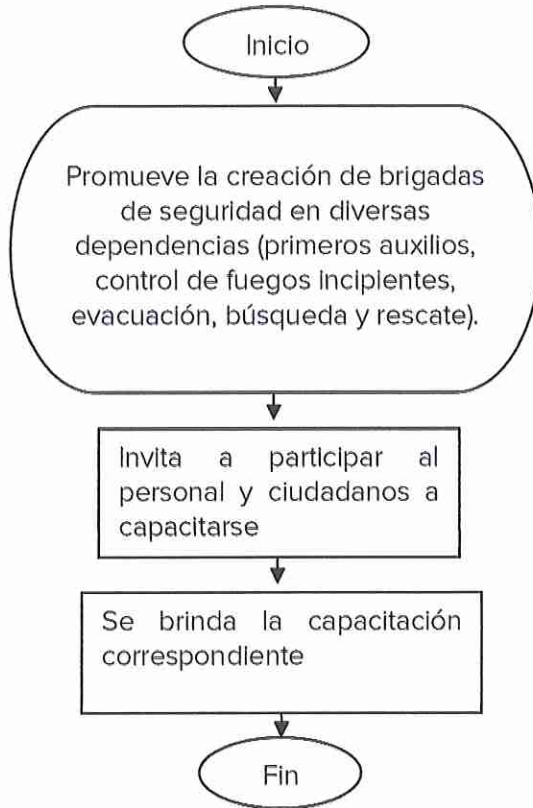 Inicio
Promueve la creación de brigadas
de seguridad en diversas
dependencias (primeros auxilios,
control de fuegos incipientes,
evacuación, búsqueda y rescate).
Invita a participar al
personal y ciudadanos a
capacitarse
Se brinda la capacitación
correspondiente
Fin